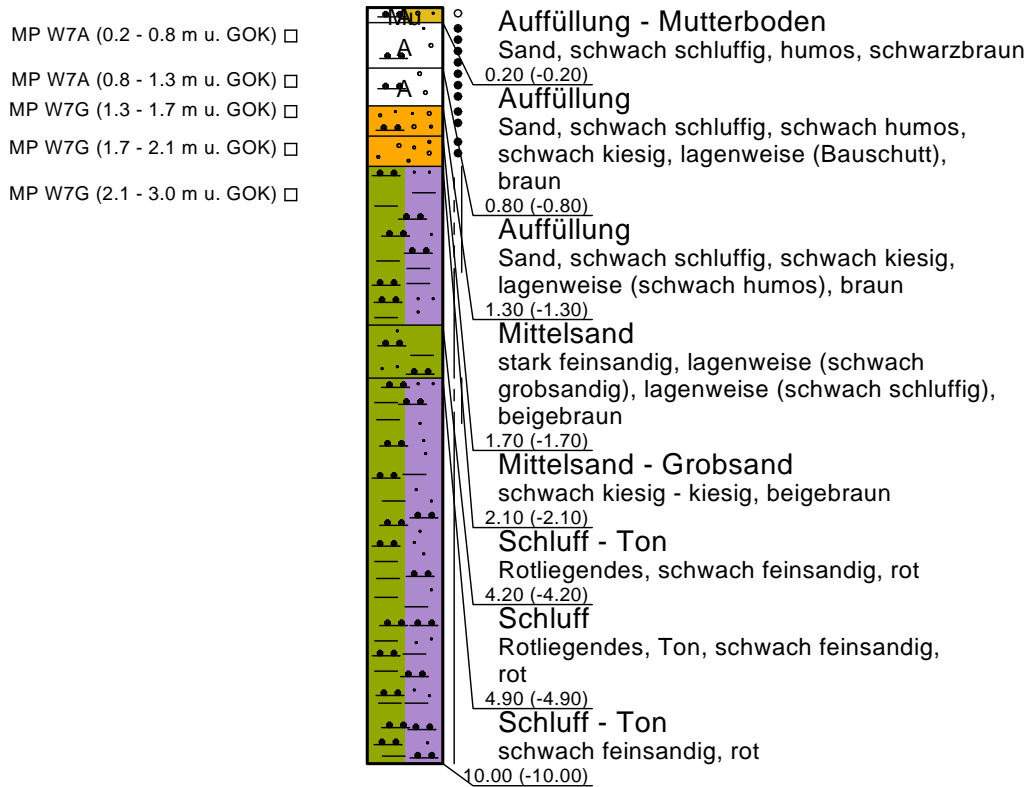 MP W7A (0.2 - 0.8 m u. GOK)
MP W7A (0.8 - 1.3 m u. GOK)
MP W7G (1.3 - 1.7 m u. GOK)
MP W7G (1.7 - 2.1 m u. GOK)
MP W7G (2.1 - 3.0 m u. GOK)
Mu
A
A
A
Auffüllung - Mutterboden
Sand, schwach schluffig, humos, schwarzbraun
0.20 (-0.20)
Auffüllung
Sand, schwach schluffig, schwach humos,
schwach kiesig, lagenweise (Bauschutt),
braun
0.80 (-0.80)
Auffüllung
Sand, schwach schluffig, schwach kiesig,
lagenweise (schwach humos), braun
1.30 (-1.30)
Mittelsand
stark feinsandig, lagenweise (schwach
grobsandig), lagenweise (schwach schluffig),
beigebraun
1.70 (-1.70)
Mittelsand - Grobsand
schwach kiesig - kiesig, beigebraun
2.10 (-2.10)
Schluff - Ton
Rotliegendes, schwach feinsandig, rot
4.20 (-4.20)
Schluff
Rotliegendes, Ton, schwach feinsandig,
rot
4.90 (-4.90)
Schluff - Ton
schwach feinsandig, rot
10.00 (-10.00)